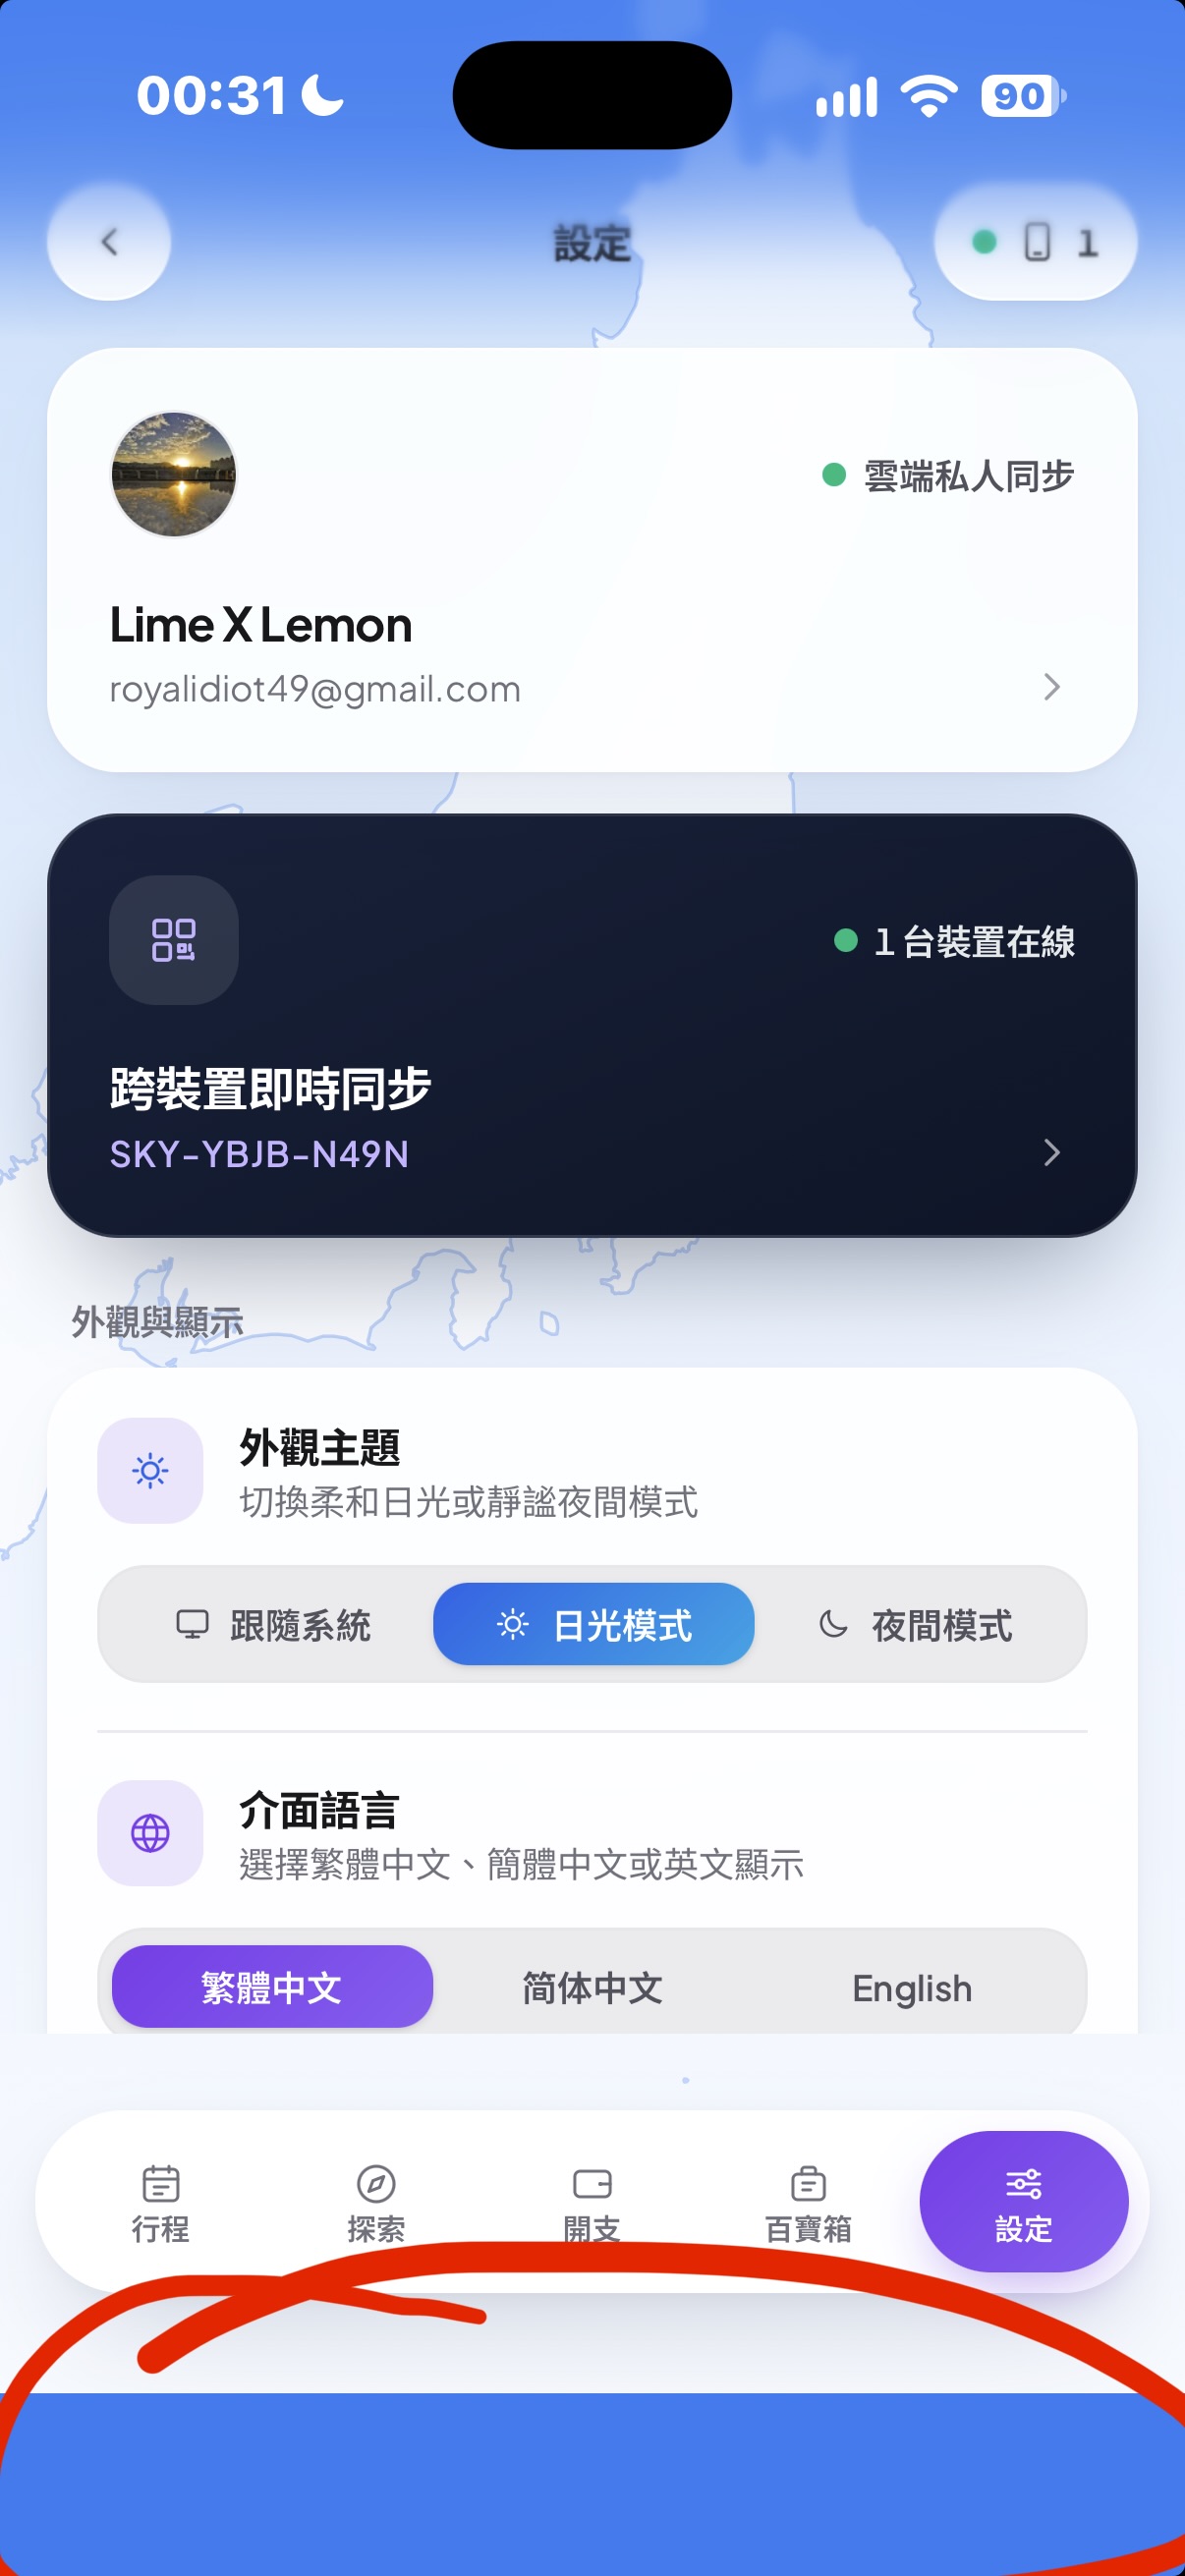 00:31
90
設定
1
雲端私人同步
Lime X Lemon
royalidiot49@gmail.com
1 台裝置在線
跨裝置即時同步
SKY-YBJB-N49N
外觀與顯示
外觀主題
切換柔和日光或靜謐夜間模式
跟隨系統 日光模式 夜間模式
介面語言
選擇繁體中文、簡體中文或英文顯示
繁體中文 简体中文 English
行程 探索 開支 百寶箱 設定